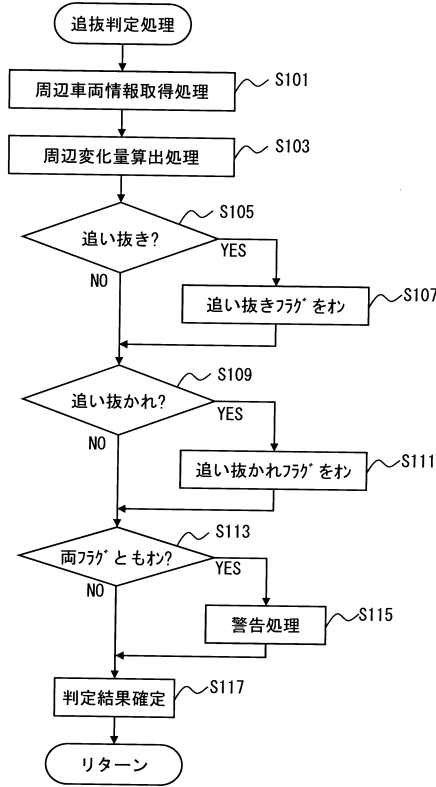 追抜判定処理
周辺車両情報取得処理
S101
周辺変化量算出処理
S103
追い抜き?
S105
YES
NO
追い抜きﾌﾗｸﾞをｵﾝ
S107
追い抜かれ?
S109
YES
NO
追い抜かれﾌﾗｸﾞをｵﾝ
S111
両ﾌﾗｸﾞともｵﾝ?
S113
YES
NO
警告処理
S115
判定結果確定
S117
リターン